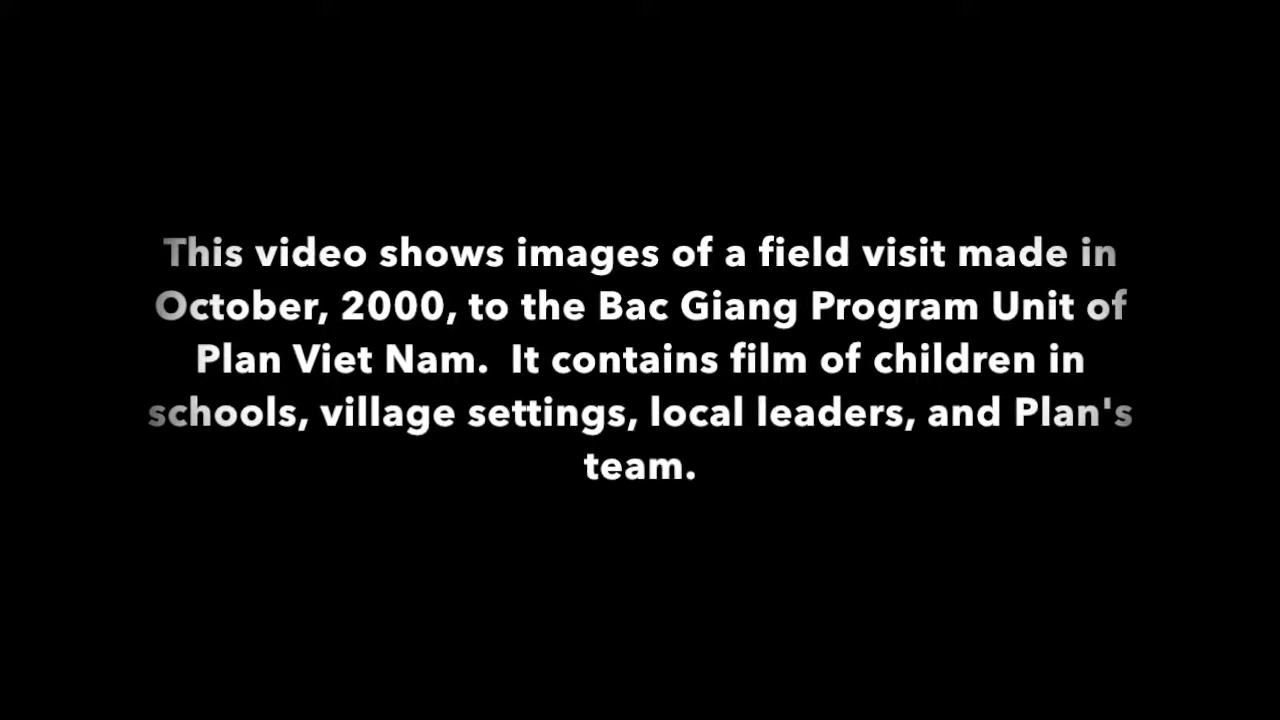 This video shows images of a field visit made in
October, 2000, to the Bac Giang Program Unit of
Plan Viet Nam.  It contains film of children in
schools, village settings, local leaders, and Plan's
team.